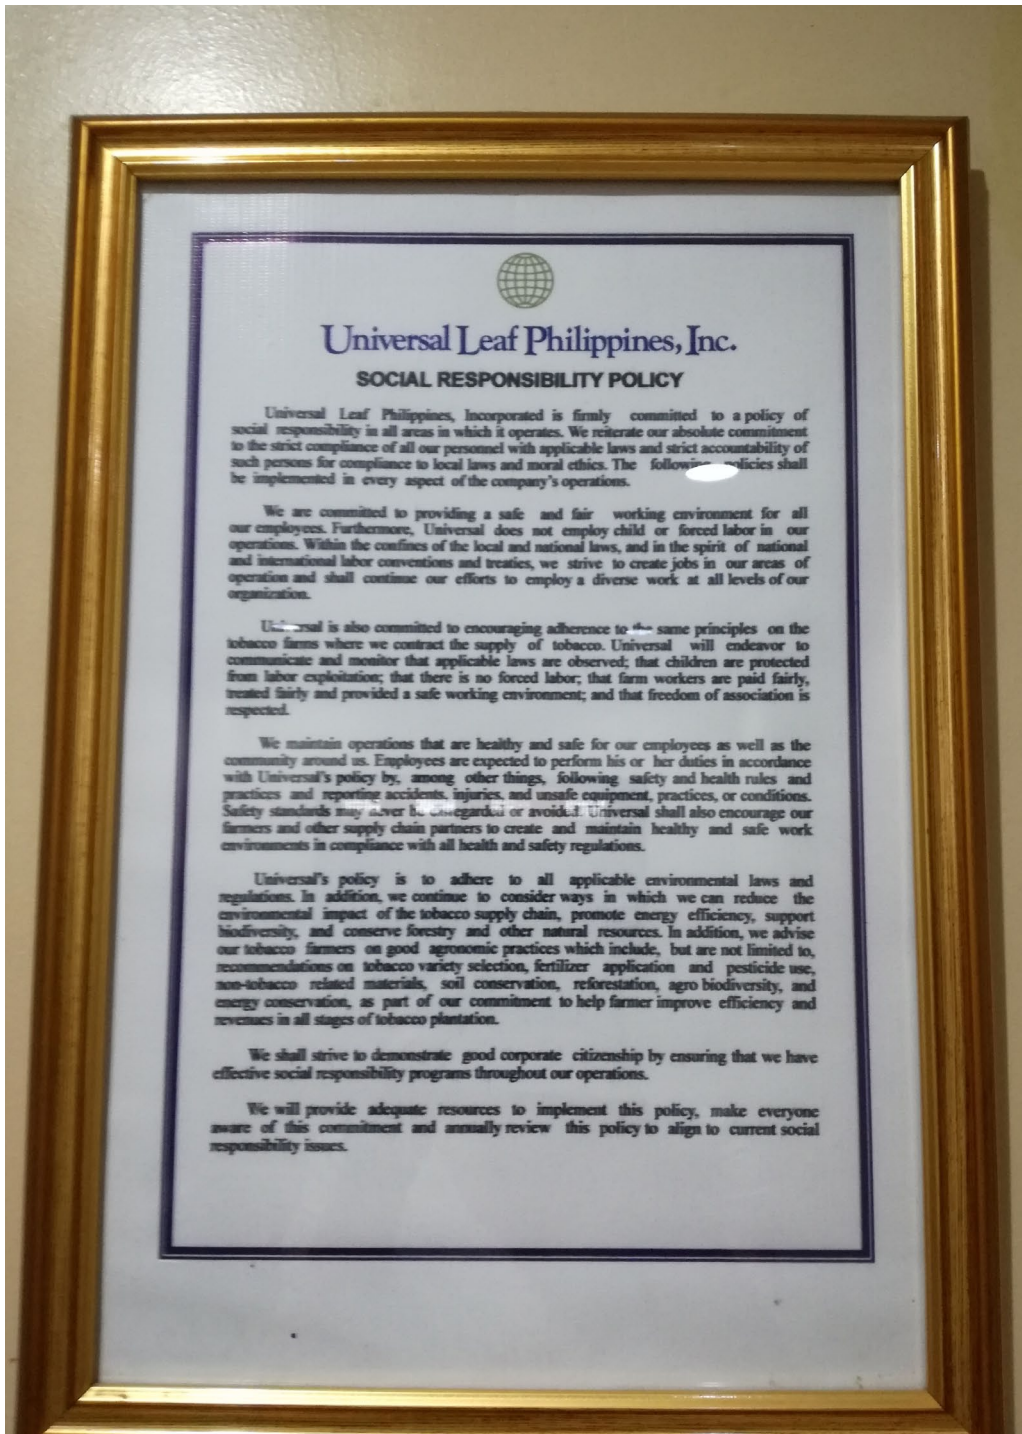 Universal Leaf Philippines, Inc.
SOCIAL RESPONSIBILITY POLICY
Universal Leaf Philippines, Incorporated is firmly committed to a policy of
social responsibility in all areas in which it operates. We reiterate our absolute commitment
to the strict compliance of all our personnel with applicable laws and strict accountability of
such persons for compliance to local laws and moral ethics. The following policies shall
be implemented in every aspect of the company's operations.
We are committed to providing a safe and fair working environment for all
our employees. Furthermore, Universal does not employ child or forced labor in our
operations. Within the confines of the local and national laws, and in the spirit of national
and international labor conventions and treaties, we strive to create jobs in our areas of
operation and shall continue our efforts to employ a diverse work at all levels of our
organization.
Universal is also committed to encouraging adherence to the same principles on the
tobacco farms where we contract the supply of tobacco. Universal will endeavor to
communicate and monitor that applicable laws are observed; that children are protected
from labor exploitation; that there is no forced labor; that farm workers are paid fairly,
treated fairly and provided a safe working environment; and that freedom of association is
respected.
We maintain operations that are healthy and safe for our employees as well as the
community around us. Employees are expected to perform his or her duties in accordance
with Universal's policy by, among other things, following safety and health rules and
practices and reporting accidents, injuries, and unsafe equipment, practices, or conditions.
Safety standards may never be disregarded or avoided. Universal shall also encourage our
farmers and other supply chain partners to create and maintain healthy and safe work
environments in compliance with all health and safety regulations.
Universal's policy is to adhere to all applicable environmental laws and
regulations. In addition, we continue to consider ways in which we can reduce the
environmental impact of the tobacco supply chain, promote energy efficiency, support
biodiversity, and conserve forestry and other natural resources. In addition, we advise
our tobacco farmers on good agronomic practices which include, but are not limited to,
recommendations on tobacco variety selection, fertilizer application and pesticide use,
non-tobacco related materials, soil conservation, reforestation, agro biodiversity, and
energy conservation, as part of our commitment to help farmer improve efficiency and
revenues in all stages of tobacco plantation.
We shall strive to demonstrate good corporate citizenship by ensuring that we have
effective social responsibility programs throughout our operations.
We will provide adequate resources to implement this policy, make everyone
aware of this commitment and annually review this policy to align to current social
responsibility issues.